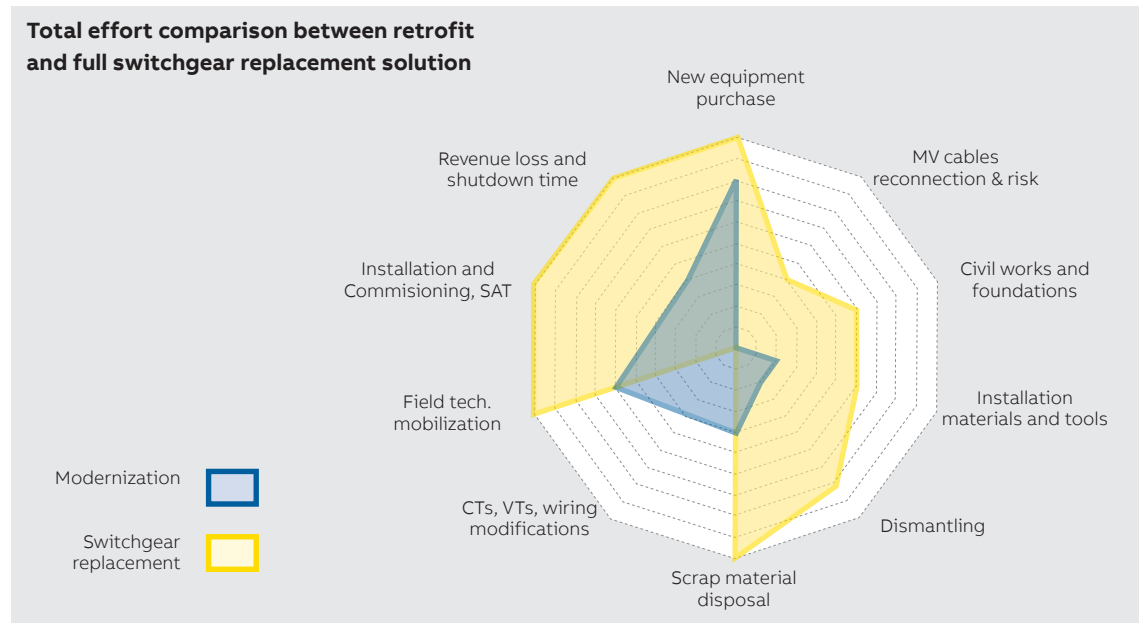 Total effort comparison between retrofit
and full switchgear replacement solution
New equipment
purchase
MV cables
reconnection & risk
Civil works and
foundations
Installation
materials and tools
Dismantling
Scrap material
disposal
CTs, VTs, wiring
modifications
Field tech.
mobilization
Installation and
Commisioning, SAT
Revenue loss and
shutdown time
Modernization
Switchgear
replacement